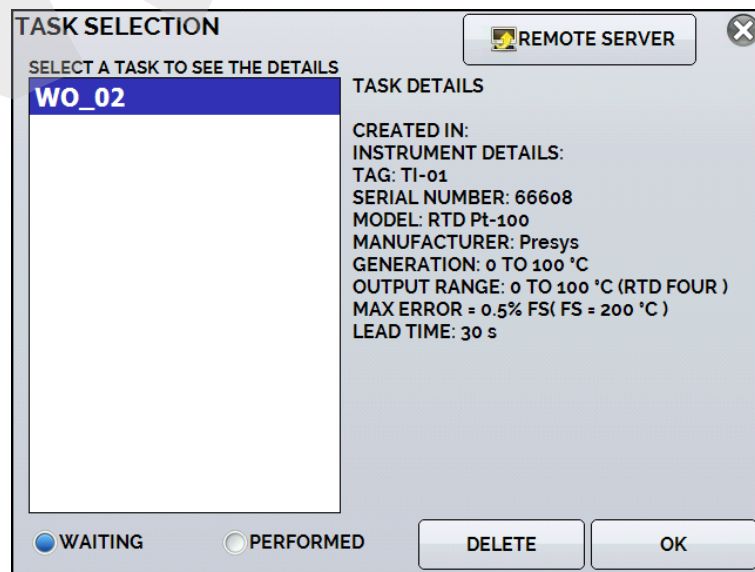 TASK SELECTION
REMOTE SERVER
SELECT A TASK TO SEE THE DETAILS
WO_02
TASK DETAILS
CREATED IN:
INSTRUMENT DETAILS:
TAG: TI-01
SERIAL NUMBER: 66608
MODEL: RTD Pt-100
MANUFACTURER: Presys
GENERATION: 0 TO 100 °C
OUTPUT RANGE: 0 TO 100 °C (RTD FOUR )
MAX ERROR = 0.5% FS( FS = 200 °C )
LEAD TIME: 30 s
WAITING
PERFORMED
DELETE
OK